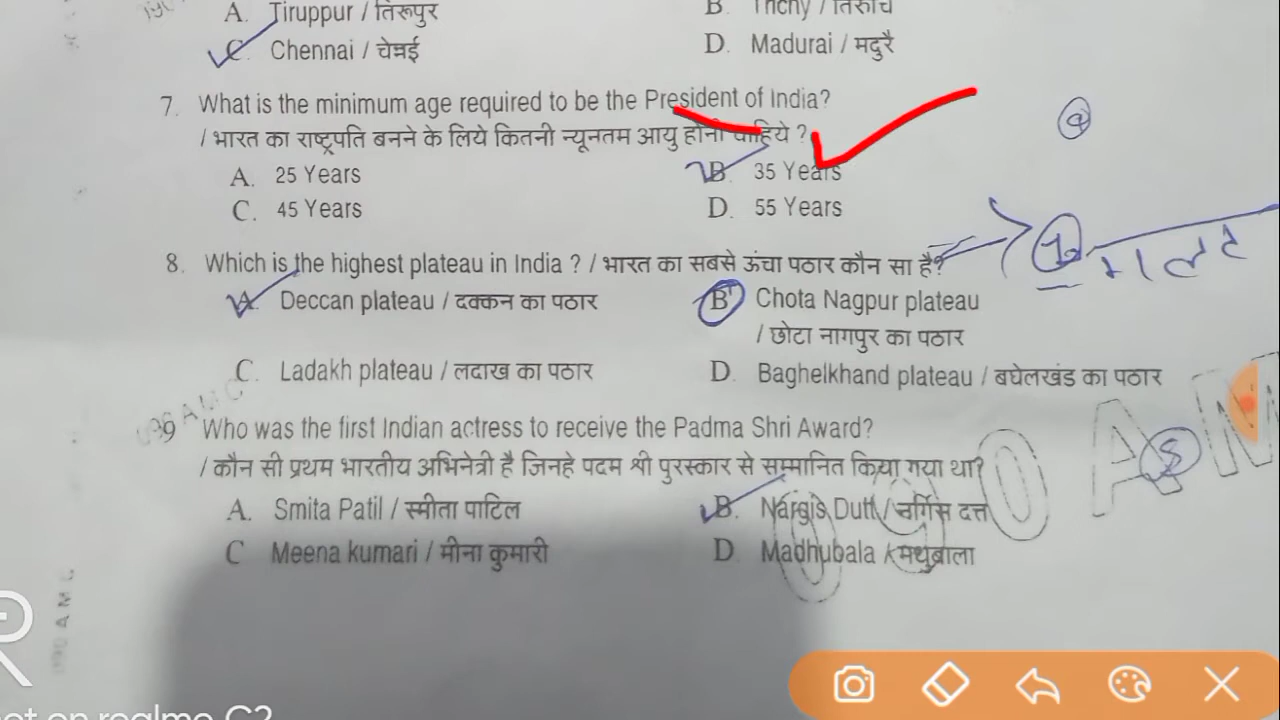 A. Tiruppur / तिरूपुर
B. Trichy / तिरूचि
C. Chennai / चेन्नई
D. Madurai / मदुरै
7. What is the minimum age required to be the President of India?
/ भारत का राष्ट्रपति बनने के लिये कितनी न्यूनतम आयु होनी चाहिये ?
A. 25 Years
B. 35 Years
C. 45 Years
D. 55 Years
8. Which is the highest plateau in India ? / भारत का सबसे ऊंचा पठार कौन सा है?
गलत
A. Deccan plateau / दक्कन का पठार
B Chota Nagpur plateau
/ छोटा नागपुर का पठार
C. Ladakh plateau / लदाख का पठार
D. Baghelkhand plateau / बघेलखंड का पठार
9 Who was the first Indian actress to receive the Padma Shri Award?
/ कौन सी प्रथम भारतीय अभिनेत्री है जिनहे पदम श्री पुरस्कार से सम्मानित किया गया था?
A. Smita Patil / स्मीता पाटिल
B. Nargis Dutt / नर्गिस दत्त
C Meena kumari / मीना कुमारी
D Madhubala / मधुबाला